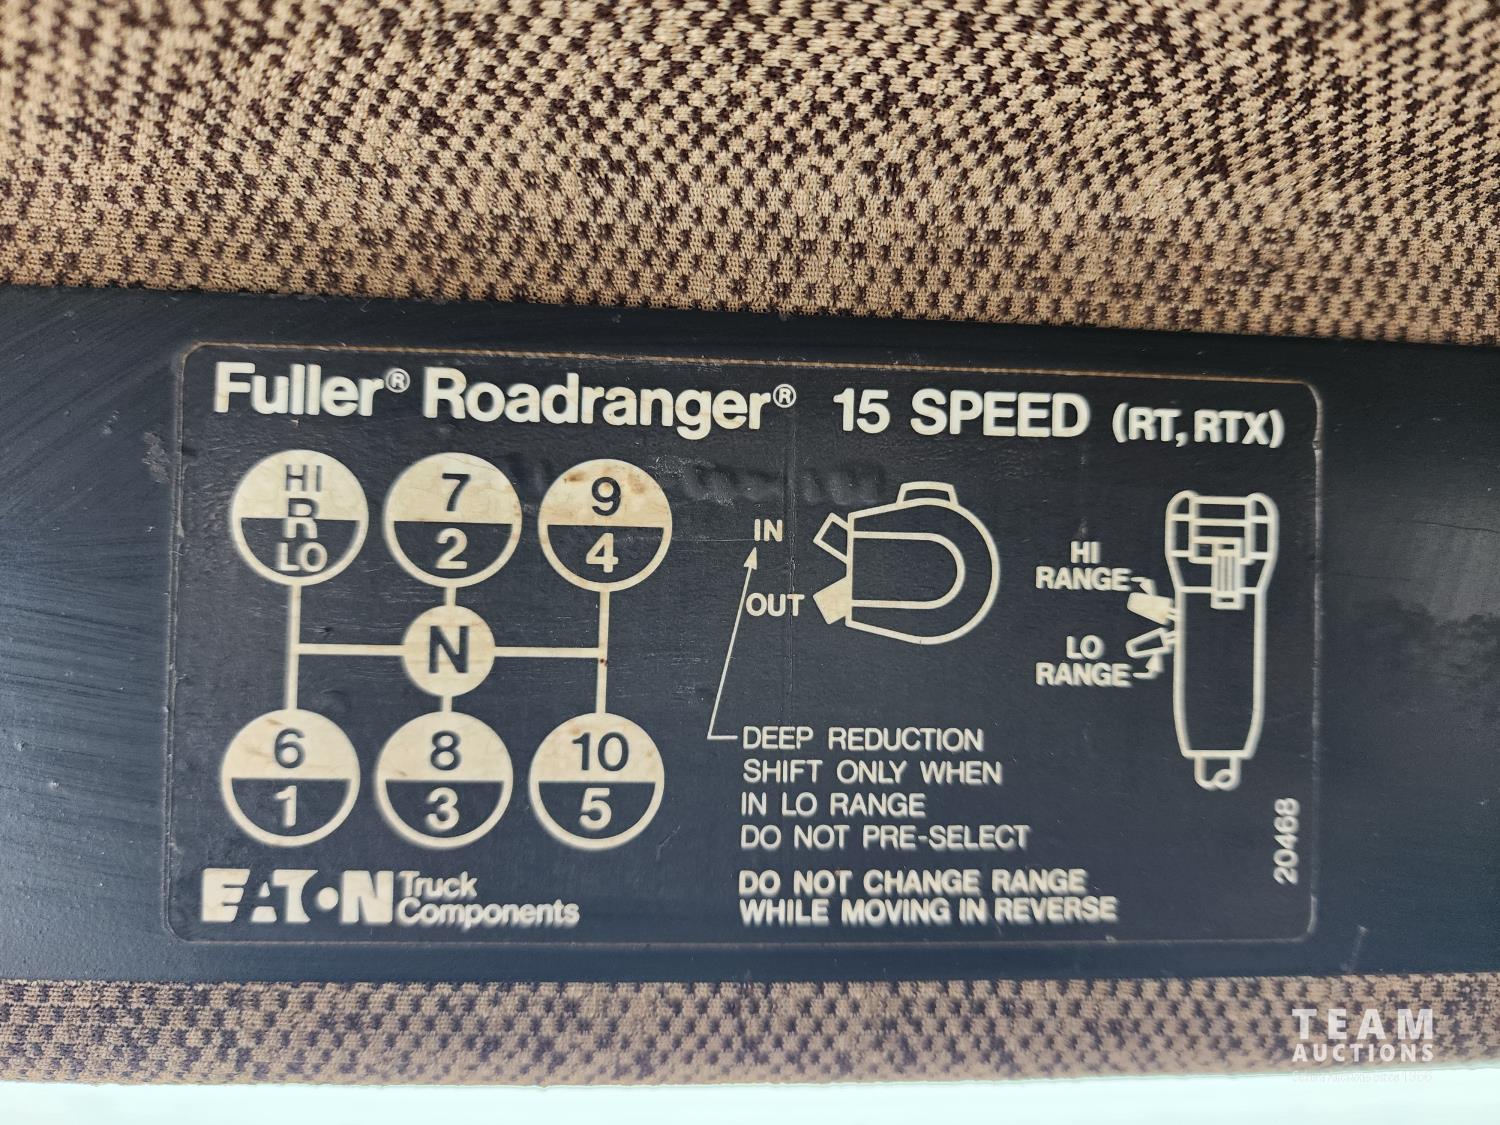 Fuller® Roadranger® 15 SPEED (RT, RTX)
HI
R
LO
7
2
9
4
N
6
1
8
3
10
5
IN
OUT
HI
RANGE
LO
RANGE
DEEP REDUCTION
SHIFT ONLY WHEN
IN LO RANGE
DO NOT PRE-SELECT
DO NOT CHANGE RANGE
WHILE MOVING IN REVERSE
20468
EATON Truck
Components
TEAM
AUCTIONS